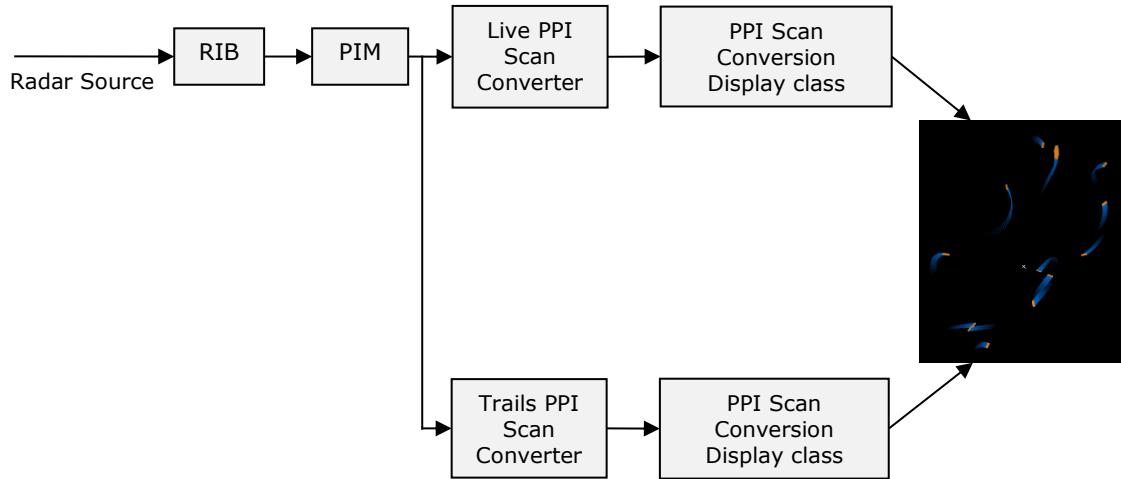 Radar Source
RIB
PIM
Live PPI
Scan
Converter
PPI Scan
Conversion
Display class
Trails PPI
Scan
Converter
PPI Scan
Conversion
Display class